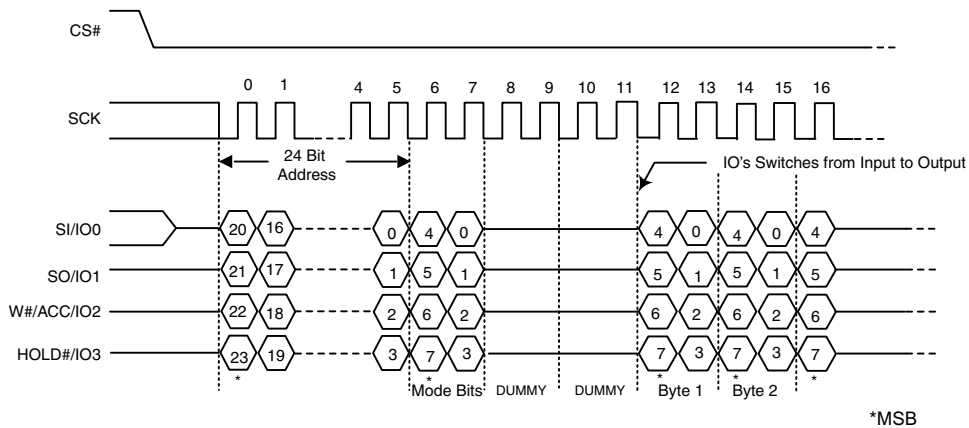 CS#
0 1 4 5 6 7 8 9 10 11 12 13 14 15 16
SCK
24 Bit
Address
IO's Switches from Input to Output
SI/IO0 20 16 0 4 0 4 0 4 0 4
SO/IO1 21 17 1 5 1 5 1 5 1 5
W#/ACC/IO2 22 18 2 6 2 6 2 6 2 6
HOLD#/IO3 23 19 3 7 3 7 3 7 3 7
* * * * *
Mode Bits DUMMY DUMMY Byte 1 Byte 2
*MSB